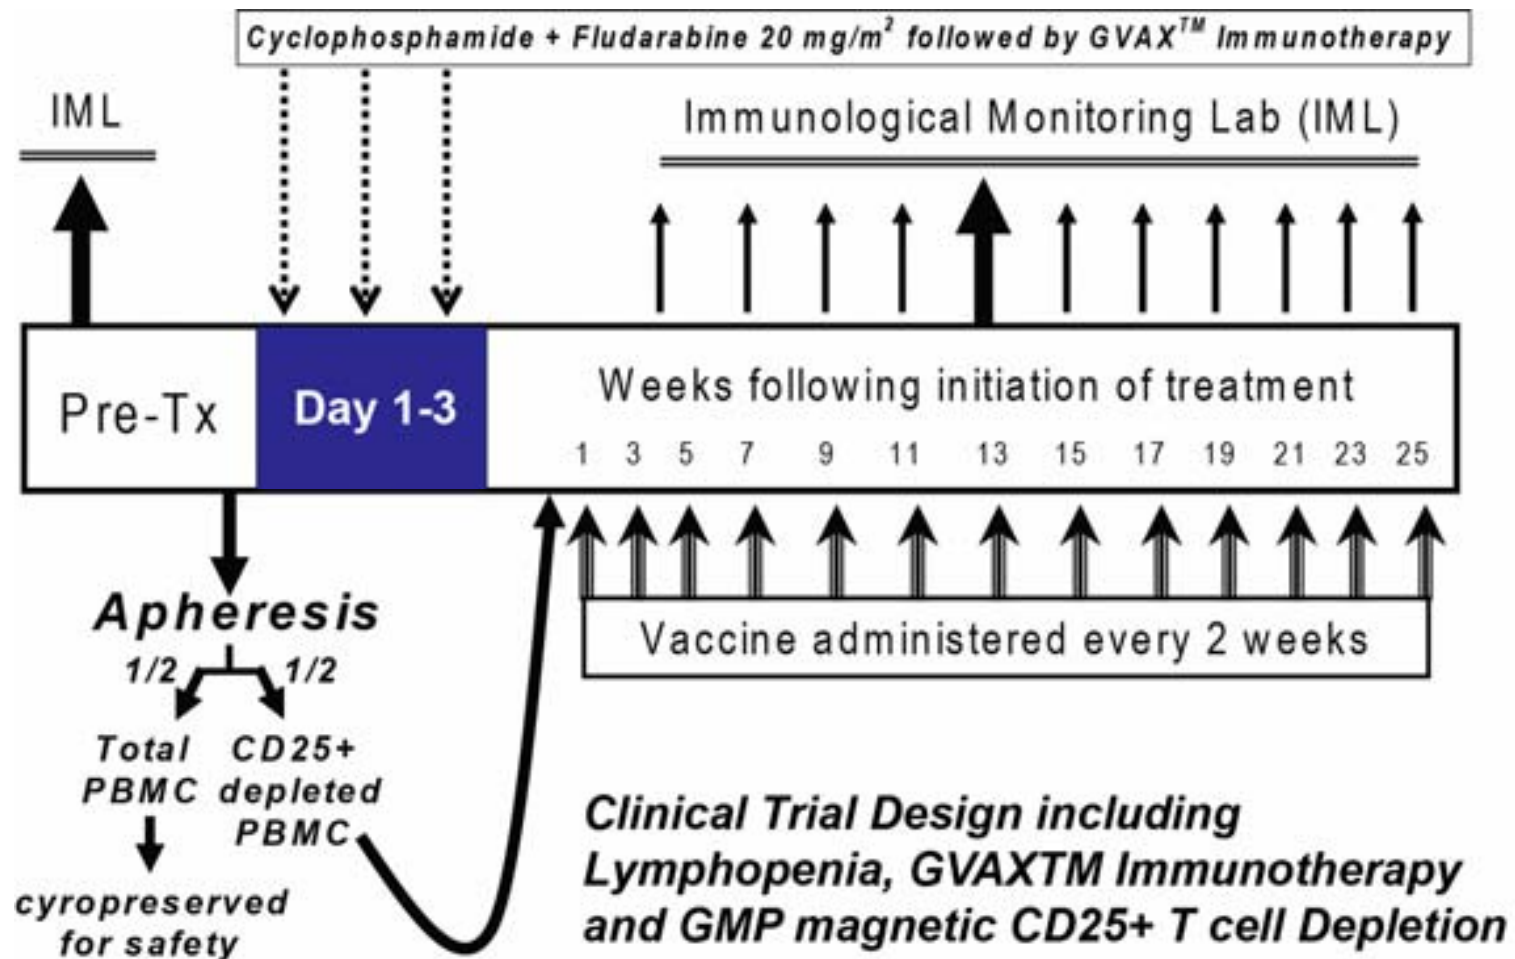 Cyclophosphamide + Fludarabine 20 mg/m² followed by GVAX™ Immunotherapy
IML
Immunological Monitoring Lab (IML)
Pre-Tx
Day 1-3
Weeks following initiation of treatment
1 3 5 7 9 11 13 15 17 19 21 23 25
Apheresis
1/2 1/2
Vaccine administered every 2 weeks
Total
PBMC
CD25+
depleted
PBMC
cyropreserved
for safety
Clinical Trial Design including
Lymphopenia, GVAXTM Immunotherapy
and GMP magnetic CD25+ T cell Depletion